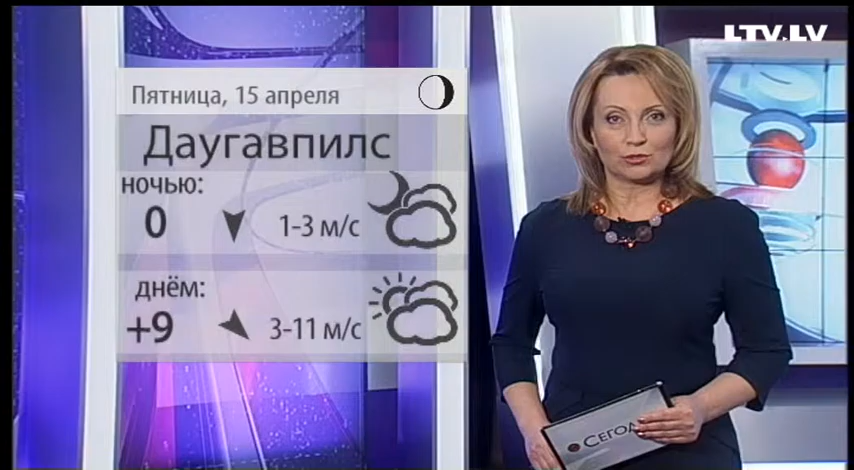 LTV.LV
Пятница, 15 апреля
Даугавпилс
ночью:
0 1-3 м/с
днём:
+9 3-11 м/с